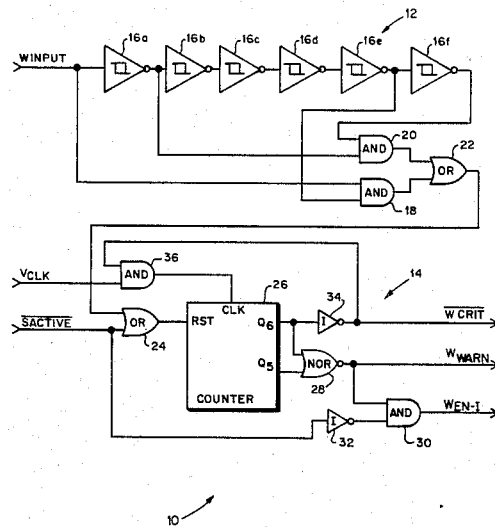 12
16a 16b 16c 16d 16e 16f
WINPUT
AND
20
22
OR
AND
18
36
VCLK
AND
26
34
14
CLK
W CRIT
SACTIVE
OR
24
RST
Q6
I
WWARN
NOR
28
Q5
WEN-I
AND
30
COUNTER
I
32
10